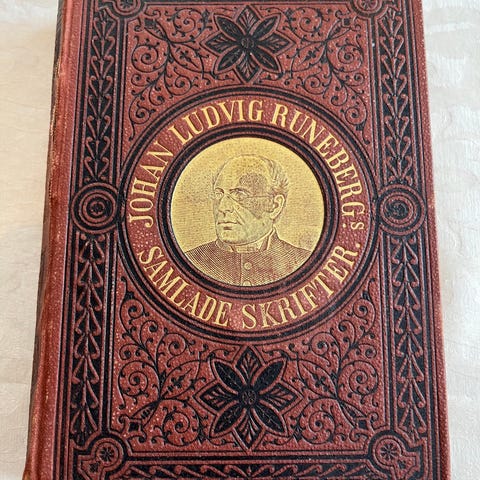 JOHAN LUDVIG RUNEBERG's
SAMLADE SKRIFTER.